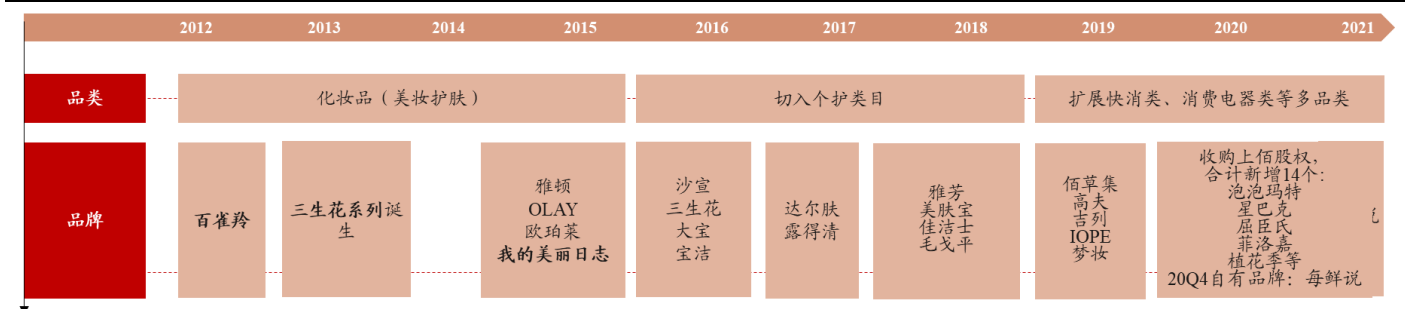 2012 2013 2014 2015 2016 2017 2018 2019 2020 2021
品类 化妆品（美妆护肤） 切入个护类目 扩展快消类、消费电器类等多品类
品牌
百雀羚
三生花系列诞
生
雅顿
OLAY
欧珀莱
我的美丽日志
沙宣
三生花
大宝
宝洁
达尔肤
露得清
雅芳
美肤宝
佳洁士
毛戈平
佰草集
高夫
吉列
IOPE
梦妆
收购上佰股权，
合计新增14个：
泡泡玛特
星巴克
屈臣氏
菲洛嘉
植花季等
20Q4自有品牌：每鲜说